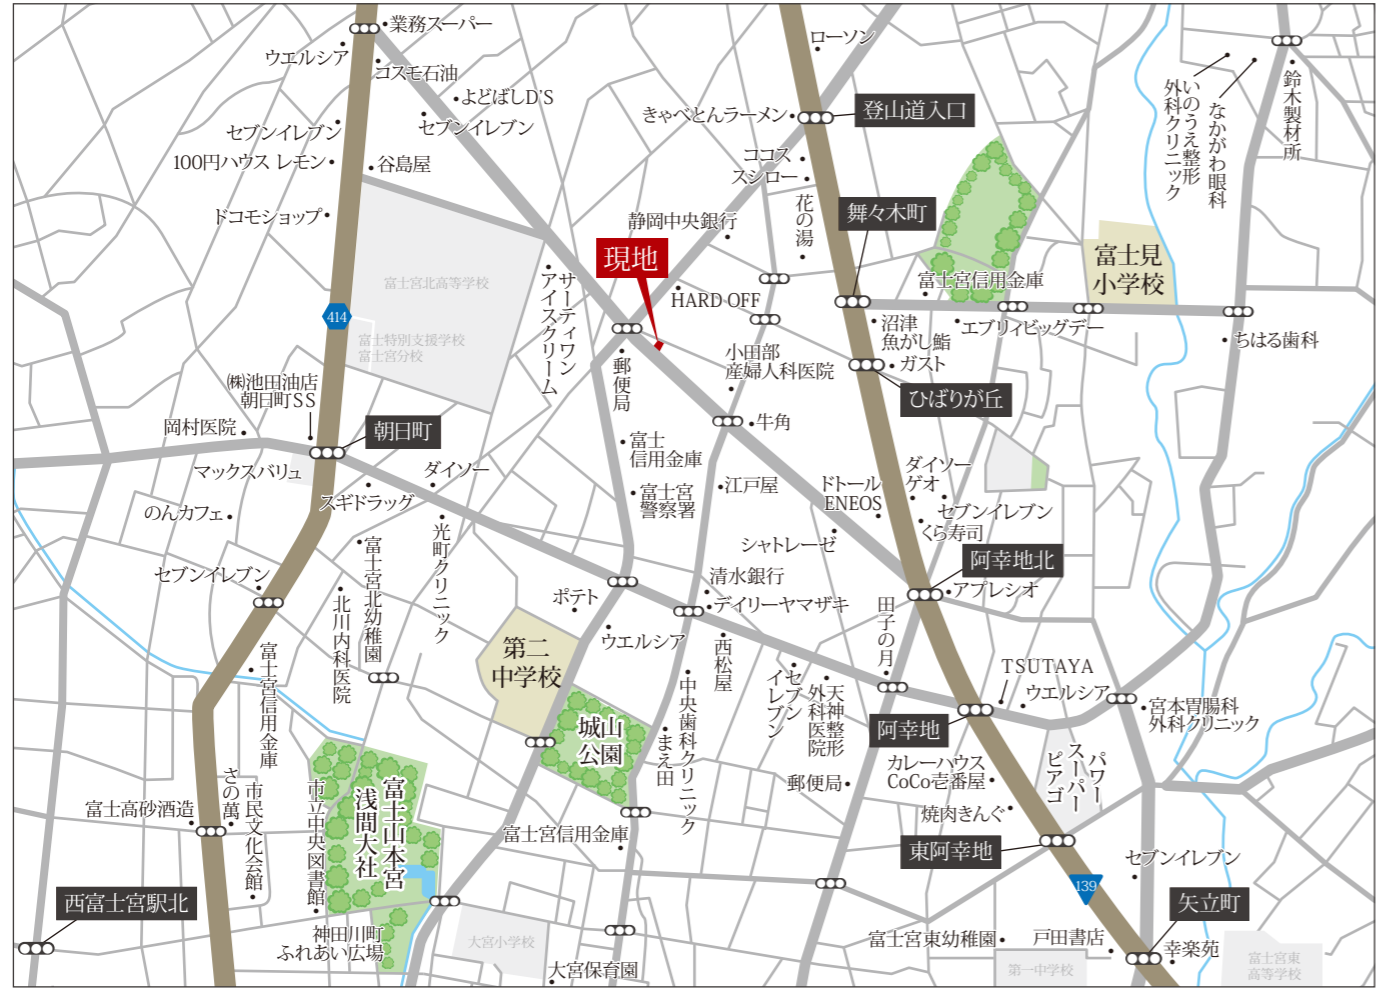 業務スーパー
ウエルシア
コスモ石油
よどばしD'S
セブンイレブン
セブンイレブン
100円ハウス レモン
谷島屋
ドコモショップ
ローソン
きゃべとんラーメン
登山道入口
ココス
スシロー
花の湯
舞々木町
静岡中央銀行
現地
HARD OFF
いのうえ整形
外科クリニック
なかがわ眼科
鈴木製材所
富士見
小学校
富士宮信用金庫
エブリィビッグデー
沼津
魚がし鮨
ガスト
ひばりが丘
ちはる歯科
富士宮北高等学校
414
富士特別支援学校
富士宮分校
サーティワン
アイスクリーム
郵便局
小田部
産婦人科医院
牛角
㈱池田油店
朝日町SS
岡村医院
朝日町
マックスバリュ
スギドラッグ
ダイソー
のんカフェ
光町クリニック
富士
信用金庫
富士宮
警察署
江戸屋
ドトール
ENEOS
ダイソー
ゲオ
セブンイレブン
くら寿司
シャトレーゼ
阿幸地北
アプレシオ
セブンイレブン
富士宮北幼稚園
北川内科医院
富士宮信用金庫
ポテト
ウエルシア
清水銀行
デイリーヤマザキ
西松屋
田子の月
第二
中学校
城山
公園
中央歯科クリニック
まえ田
セブン
イレブン
天神整形
外科医院
TSUTAYA
ウエルシア
宮本胃腸科
外科クリニック
阿幸地
カレーハウス
CoCo壱番屋
郵便局
焼肉きんぐ
パワー
スーパー
ピアゴ
東阿幸地
セブンイレブン
139
矢立町
富士高砂酒造
さの萬
市民文化会館
市立中央図書館
富士山本宮
浅間大社
富士宮信用金庫
西富士宮駅北
神田川町
ふれあい広場
大宮小学校
大宮保育園
富士宮東幼稚園
戸田書店
幸楽苑
第一中学校
富士宮東
高等学校